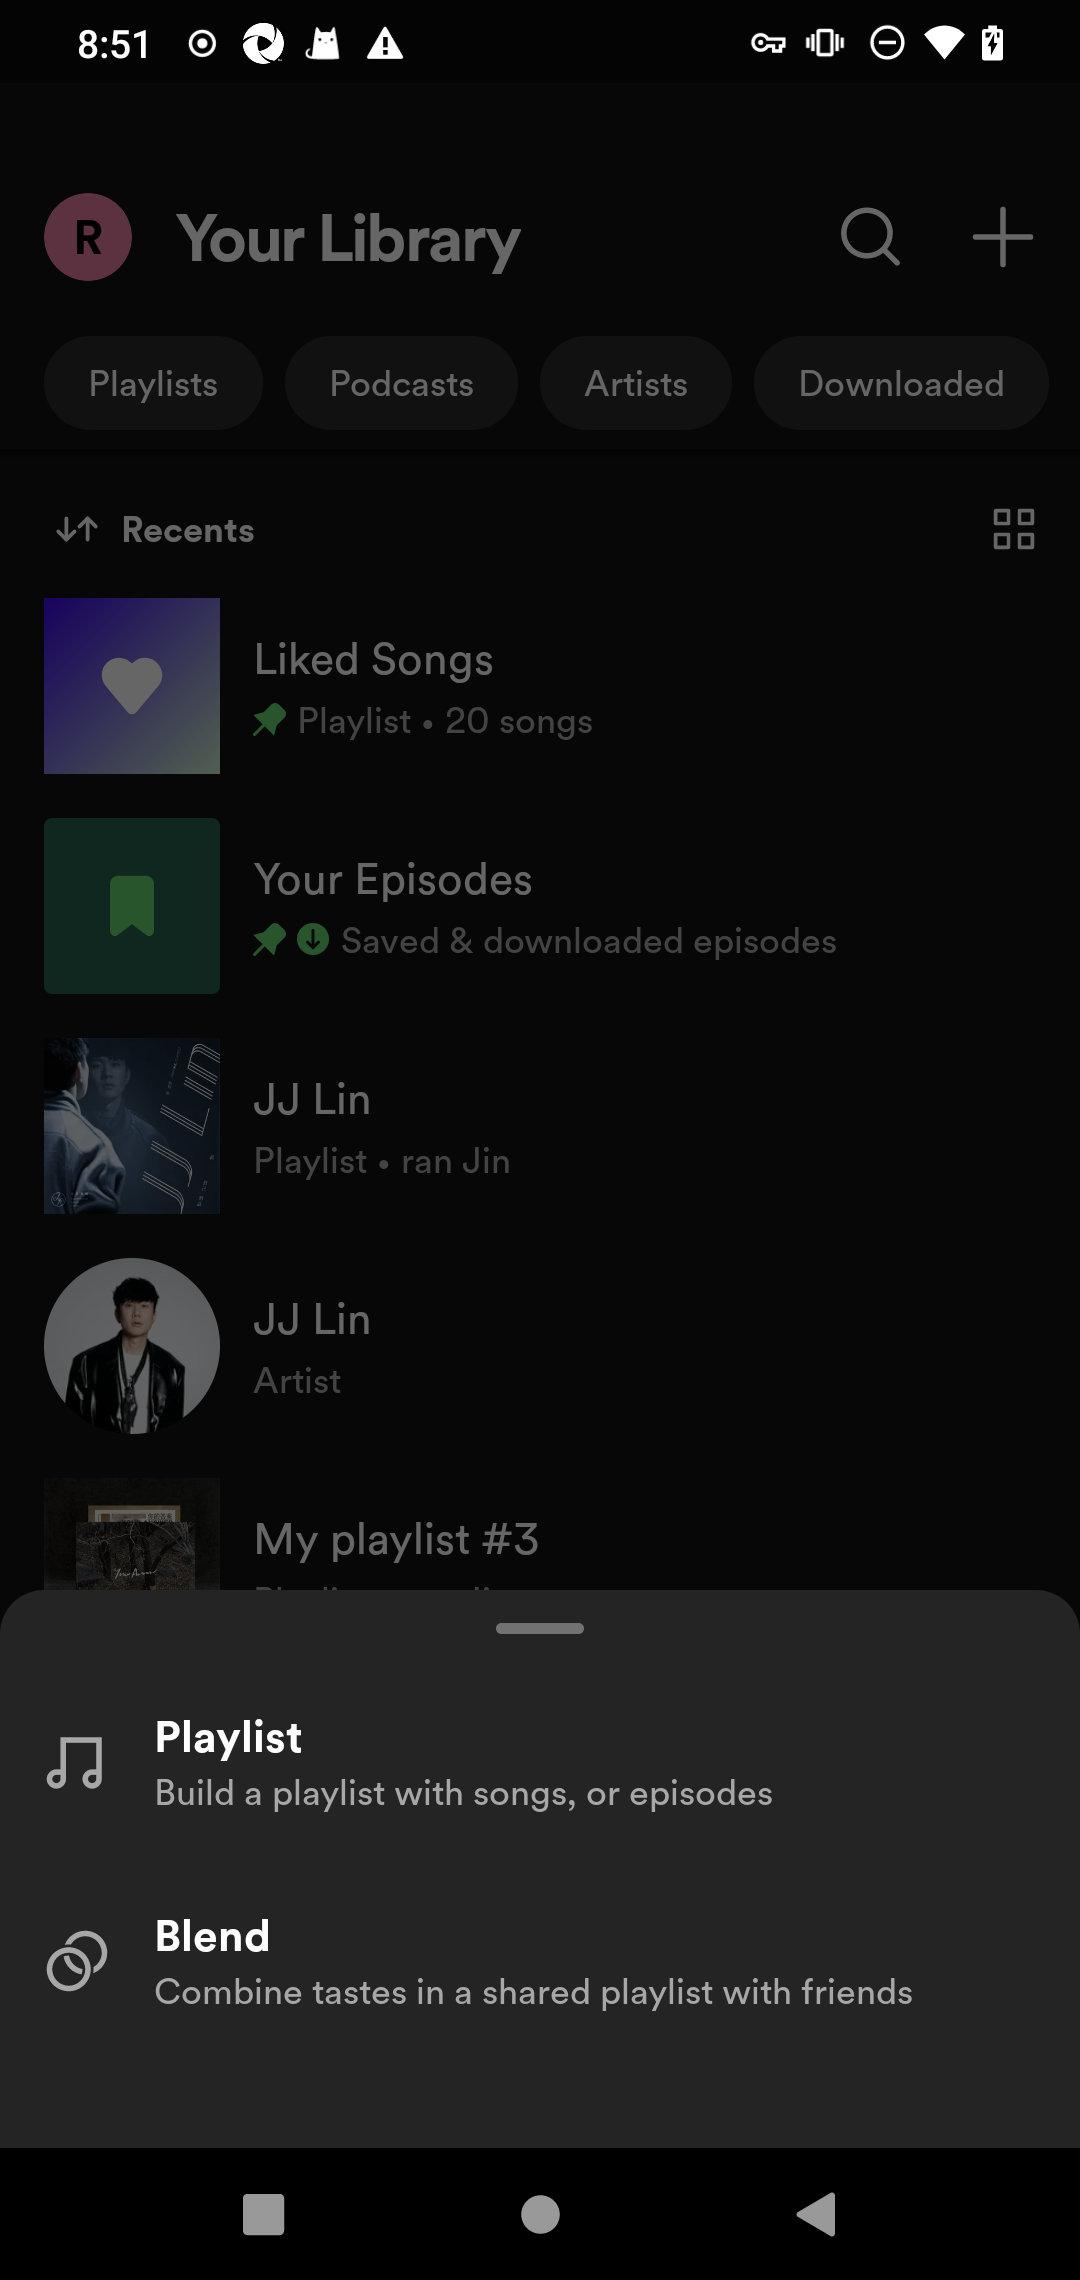 8:51
R
Your Library
Playlists
Podcasts
Artists
Downloaded
Recents
Liked Songs
Playlist • 20 songs
Your Episodes
Saved & downloaded episodes
JJ LIN
JJ Lin
Playlist • ran Jin
JJ Lin
Artist
My playlist #3
Playlist
Build a playlist with songs, or episodes
Blend
Combine tastes in a shared playlist with friends